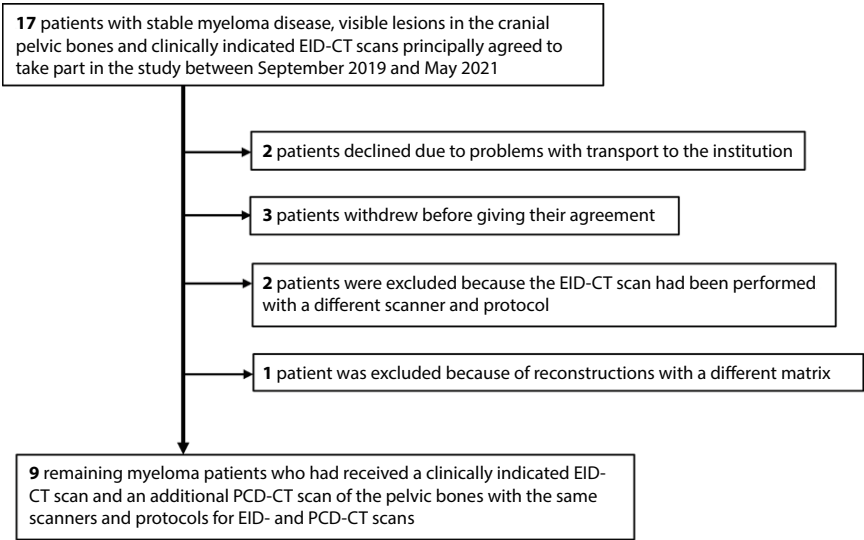 17 patients with stable myeloma disease, visible lesions in the cranial
pelvic bones and clinically indicated EID-CT scans principally agreed to
take part in the study between September 2019 and May 2021
2 patients declined due to problems with transport to the institution
3 patients withdrew before giving their agreement
2 patients were excluded because the EID-CT scan had been performed
with a different scanner and protocol
1 patient was excluded because of reconstructions with a different matrix
9 remaining myeloma patients who had received a clinically indicated EID-
CT scan and an additional PCD-CT scan of the pelvic bones with the same
scanners and protocols for EID- and PCD-CT scans